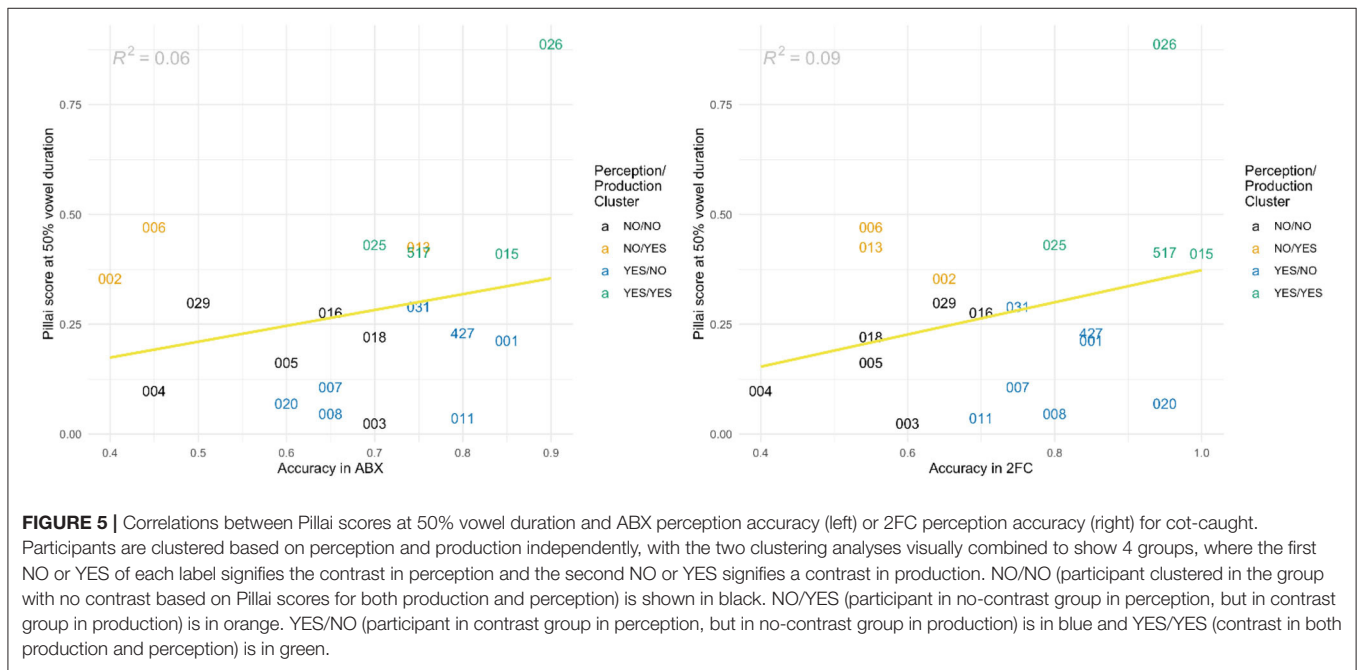 R² = 0.06
026
0.75
0.50
0.25
0.00
Pillai score at 50% vowel duration
006
025
013
517
015
002
029
016
031
018
427
001
005
004
007
020
008
003
011
0.4 0.5 0.6 0.7 0.8 0.9
Accuracy in ABX
Perception/
Production
Cluster
a NO/NO
a NO/YES
a YES/NO
a YES/YES
R² = 0.09
026
0.75
0.50
0.25
0.00
Pillai score at 50% vowel duration
006
013
025
517
015
002
029
016
031
018
427
001
005
004
007
003
011
008
020
0.4 0.6 0.8 1.0
Accuracy in 2FC
Perception/
Production
Cluster
a NO/NO
a NO/YES
a YES/NO
a YES/YES
FIGURE 5 | Correlations between Pillai scores at 50% vowel duration and ABX perception accuracy (left) or 2FC perception accuracy (right) for cot-caught.
Participants are clustered based on perception and production independently, with the two clustering analyses visually combined to show 4 groups, where the first
NO or YES of each label signifies the contrast in perception and the second NO or YES signifies a contrast in production. NO/NO (participant clustered in the group
with no contrast based on Pillai scores for both production and perception) is shown in black. NO/YES (participant in no-contrast group in perception, but in contrast
group in production) is in orange. YES/NO (participant in contrast group in perception, but in no-contrast group in production) is in blue and YES/YES (contrast in both
production and perception) is in green.